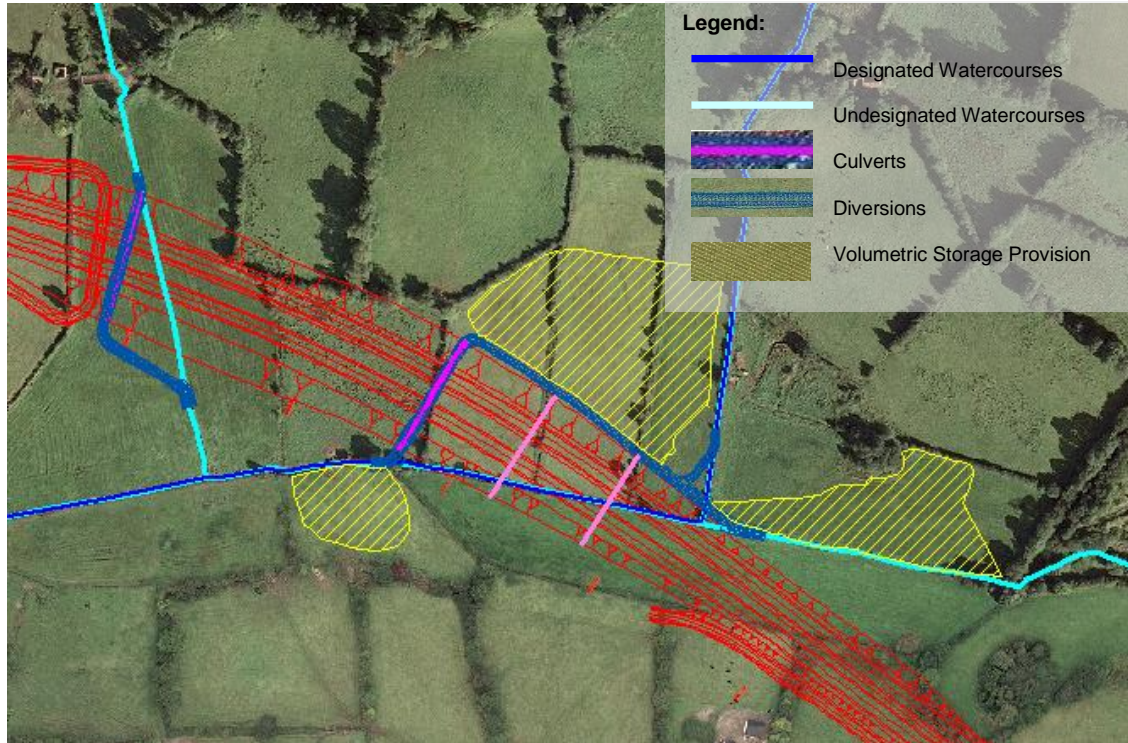 Legend:
Designated Watercourses
Undesignated Watercourses
Culverts
Diversions
Volumetric Storage Provision